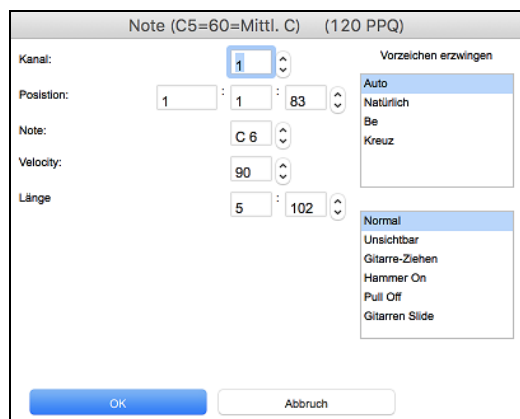 Note (C5=60=Mittl. C) (120 PPQ)
Kanal: 1
Posistion: 1 : 1 : 83
Note: C 6
Velocity: 90
Länge 5 : 102
Vorzeichen erzwingen
Auto
Natürlich
Be
Kreuz
Normal
Unsichtbar
Gitarre-Ziehen
Hammer On
Pull Off
Gitarren Slide
OK Abbruch